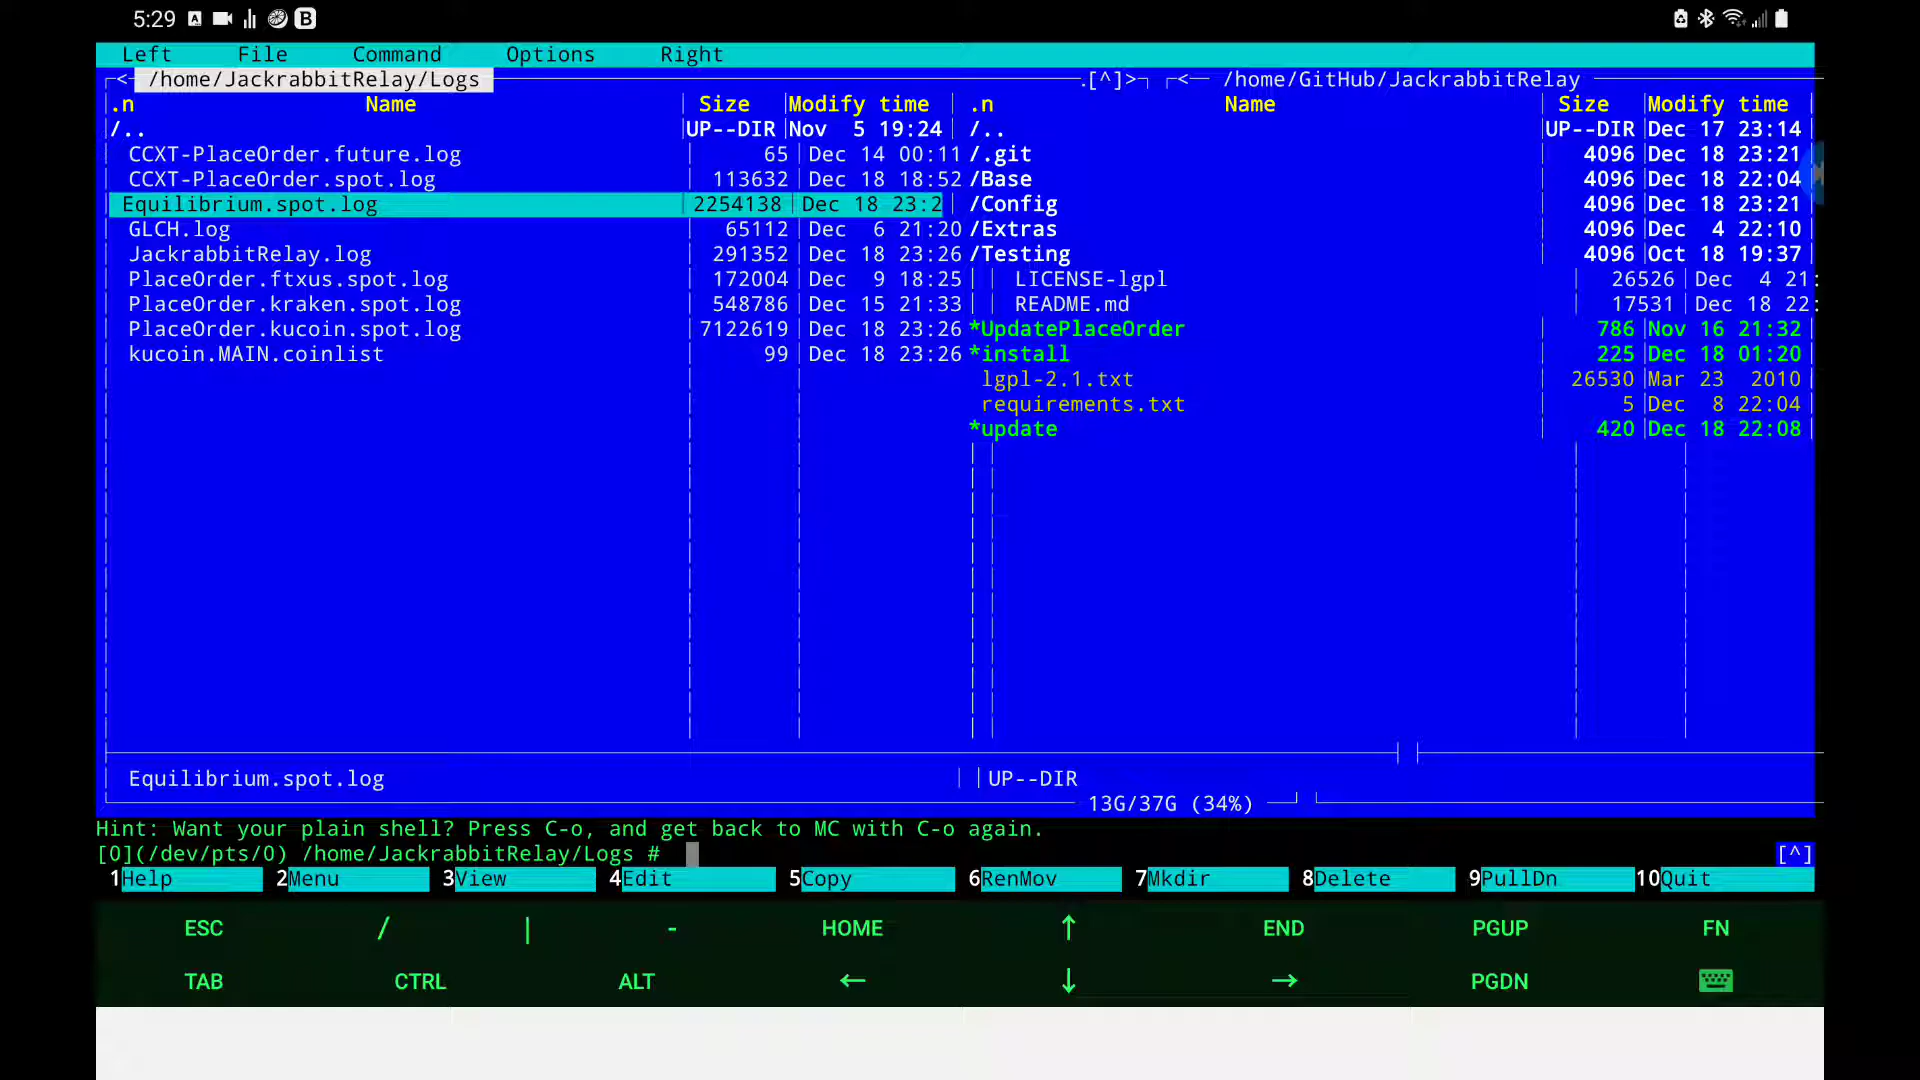 5:29 A B
Left File Command Options Right
<- /home/JackrabbitRelay/Logs .[^]> <- /home/GitHub/JackrabbitRelay
.n Name Size Modify time .n Name Size Modify time
/.. UP--DIR Nov 5 19:24 /.. UP--DIR Dec 17 23:14
CCXT-PlaceOrder.future.log 65 Dec 14 00:11 /.git 4096 Dec 18 23:21
CCXT-PlaceOrder.spot.log 113632 Dec 18 18:52 /Base 4096 Dec 18 22:04
Equilibrium.spot.log 2254138 Dec 18 23:2 /Config 4096 Dec 18 23:21
GLCH.log 65112 Dec 6 21:20 /Extras 4096 Dec 4 22:10
JackrabbitRelay.log 291352 Dec 18 23:26 /Testing 4096 Oct 18 19:37
PlaceOrder.ftxus.spot.log 172004 Dec 9 18:25 LICENSE-lgpl 26526 Dec 4 21:
PlaceOrder.kraken.spot.log 548786 Dec 15 21:33 README.md 17531 Dec 18 22:
PlaceOrder.kucoin.spot.log 7122619 Dec 18 23:26 *UpdatePlaceOrder 786 Nov 16 21:32
kucoin.MAIN.coinlist 99 Dec 18 23:26 *install 225 Dec 18 01:20
lgpl-2.1.txt 26530 Mar 23 2010
requirements.txt 5 Dec 8 22:04
*update 420 Dec 18 22:08
Equilibrium.spot.log UP--DIR
13G/37G (34%)
Hint: Want your plain shell? Press C-o, and get back to MC with C-o again.
[0](/dev/pts/0) /home/JackrabbitRelay/Logs # [^]
1Help 2Menu 3View 4Edit 5Copy 6RenMov 7Mkdir 8Delete 9PullDn 10Quit
ESC / | - HOME ↑ END PGUP FN
TAB CTRL ALT ← ↓ → PGDN